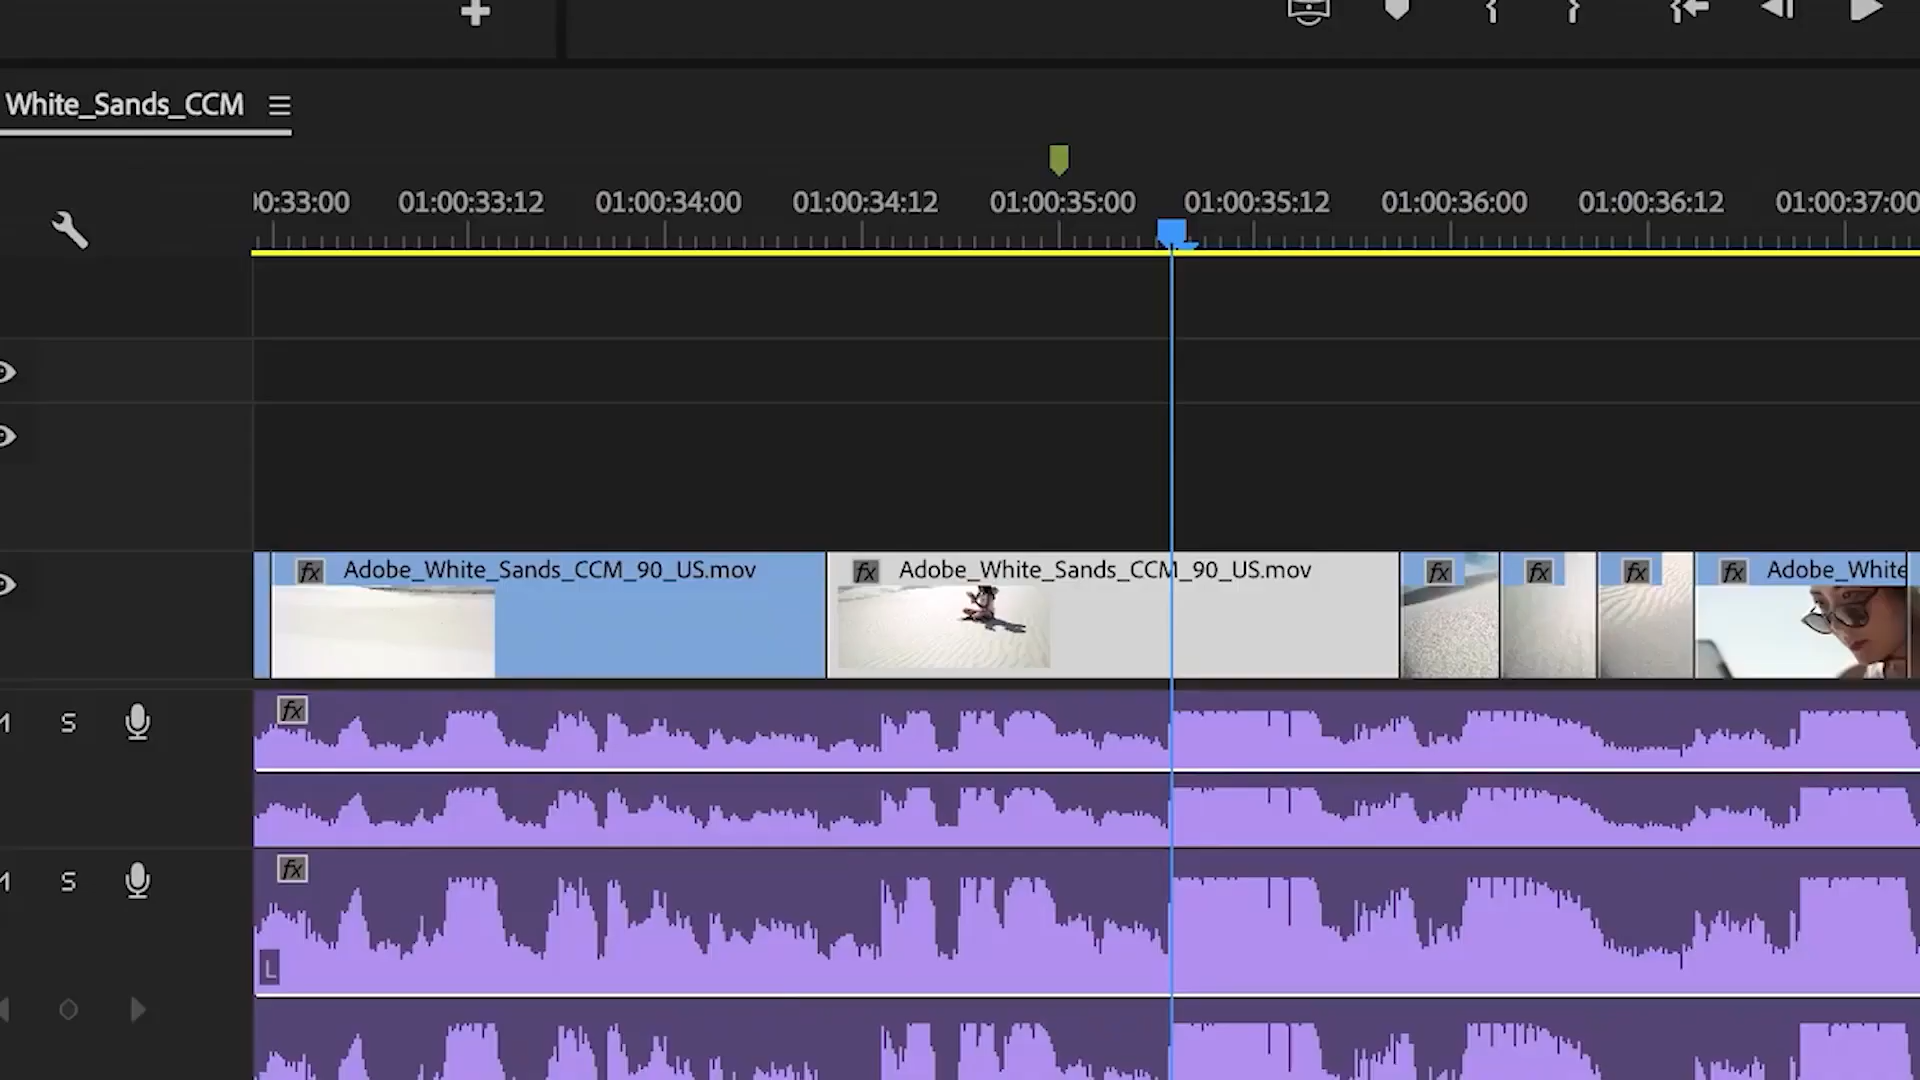 White_Sands_CCM
00:33:00 01:00:33:12 01:00:34:00 01:00:34:12 01:00:35:00 01:00:35:12 01:00:36:00 01:00:36:12 01:00:37:00
fx Adobe_White_Sands_CCM_90_US.mov fx Adobe_White_Sands_CCM_90_US.mov fx fx fx fx Adobe_White
fx
M S
fx
M S
L